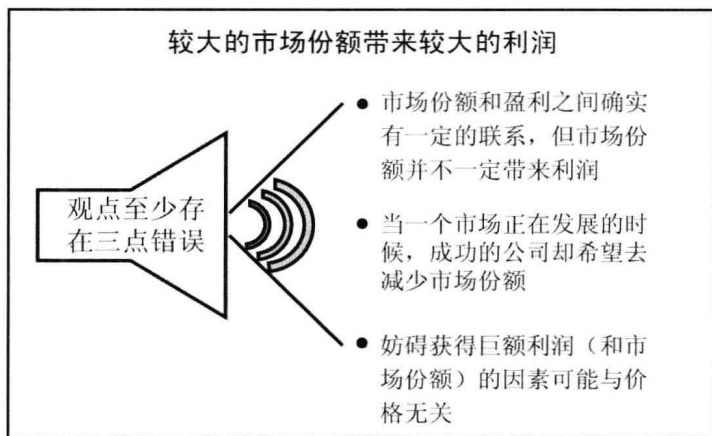 较大的市场份额带来较大的利润
观点至少存
在三点错误
● 市场份额和盈利之间确实
有一定的联系，但市场份
额并不一定带来利润
● 当一个市场正在发展的时
候，成功的公司却希望去
减少市场份额
● 妨碍获得巨额利润（和市
场份额）的因素可能与价
格无关